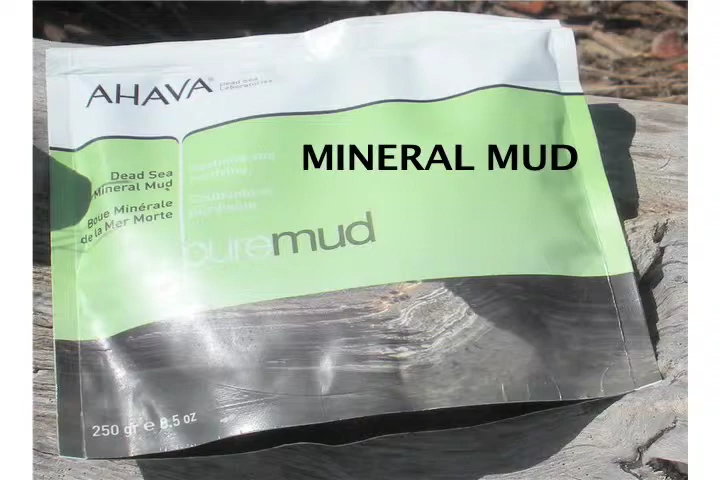 AHAVA
Dead Sea
Laboratories
MINERAL MUD
Dead Sea
Mineral Mud
Boue Minérale
de la Mer Morte
puremud
250 gr e 8.5 oz